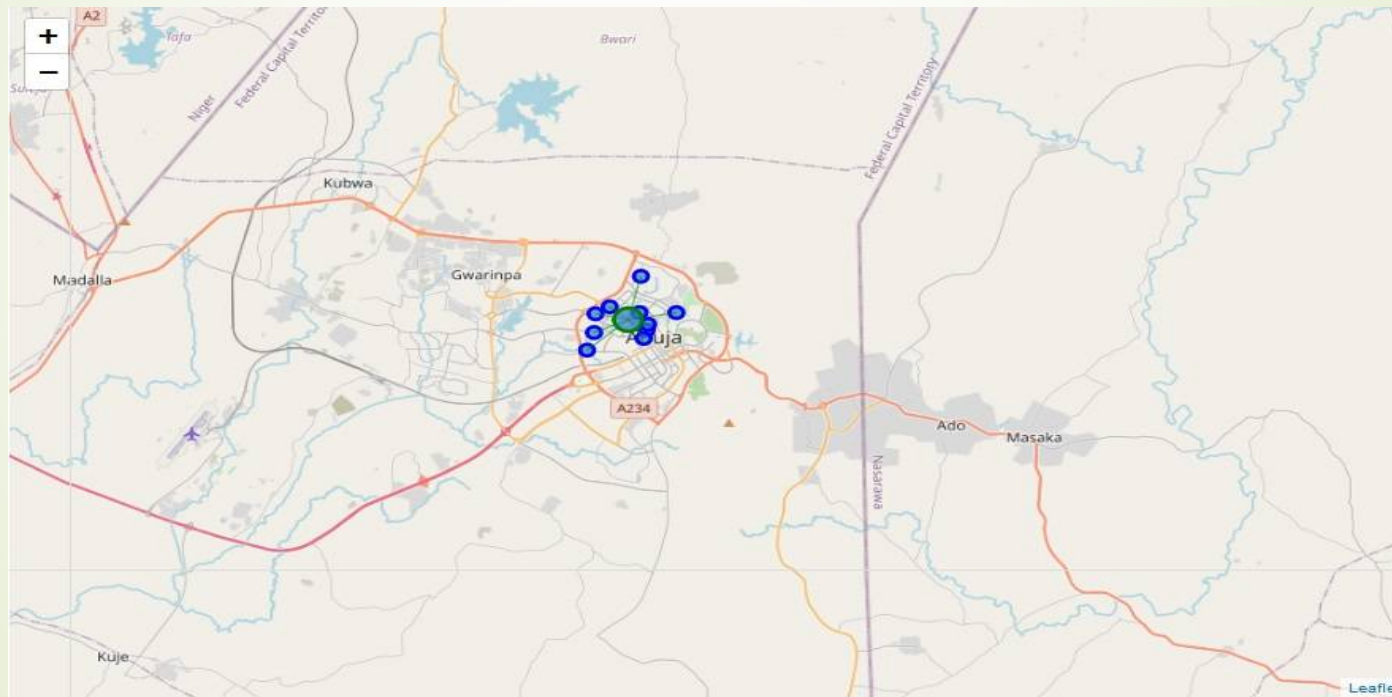 A2
+
−
Tafa
Bwari
Niger
Federal Capital Territory
Federal Capital Territory
Kubwa
Madalla
Gwarinpa
A234
Ado
Masaka
Nasarawa
Kuje